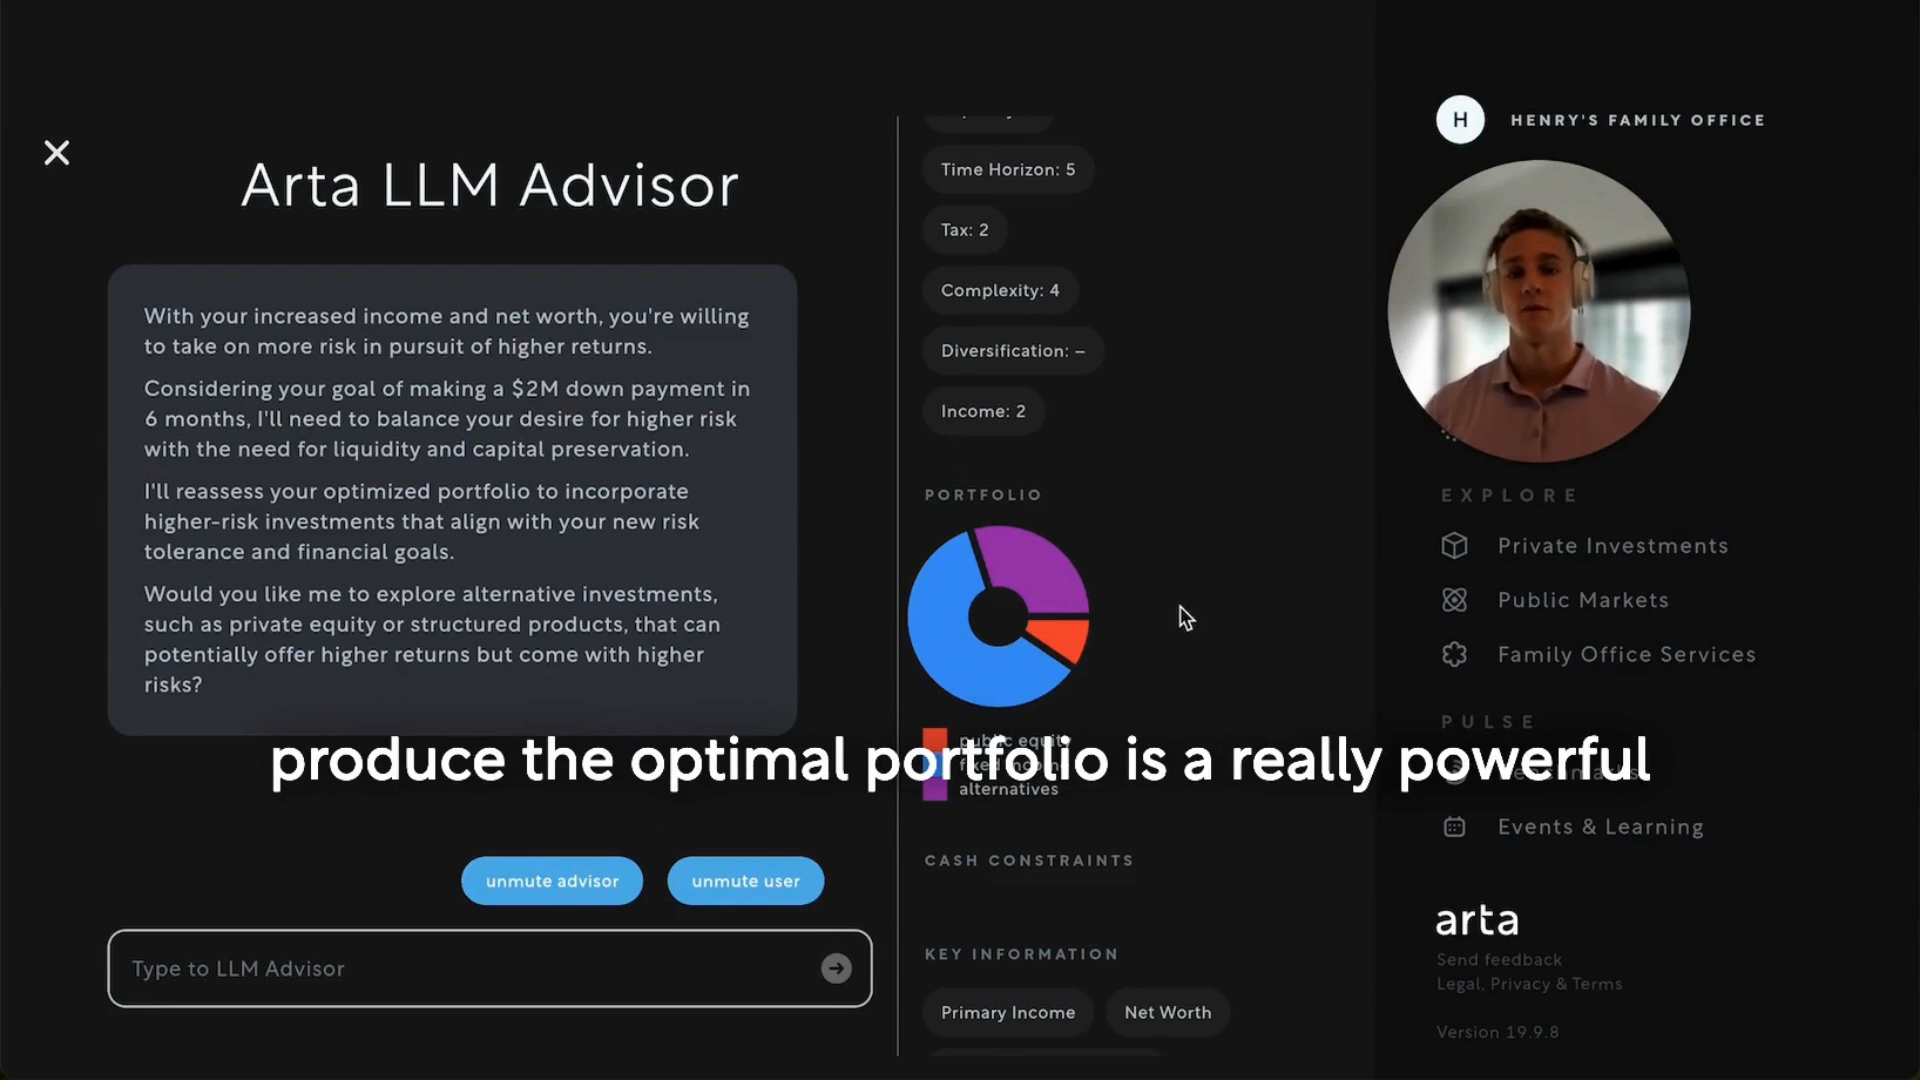 Arta LLM Advisor
With your increased income and net worth, you're willing
to take on more risk in pursuit of higher returns.
Considering your goal of making a $2M down payment in
6 months, I'll need to balance your desire for higher risk
with the need for liquidity and capital preservation.
I'll reassess your optimized portfolio to incorporate
higher-risk investments that align with your new risk
tolerance and financial goals.
Would you like me to explore alternative investments,
such as private equity or structured products, that can
potentially offer higher returns but come with higher
risks?
unmute advisor
unmute user
Type to LLM Advisor
Time Horizon: 5
Tax: 2
Complexity: 4
Diversification: –
Income: 2
PORTFOLIO
public equity
alternatives
produce the optimal portfolio is a really powerful
CASH CONSTRAINTS
KEY INFORMATION
Primary Income
Net Worth
H
HENRY'S FAMILY OFFICE
EXPLORE
Private Investments
Public Markets
Family Office Services
PULSE
Events & Learning
arta
Send feedback
Legal, Privacy & Terms
Version 19.9.8